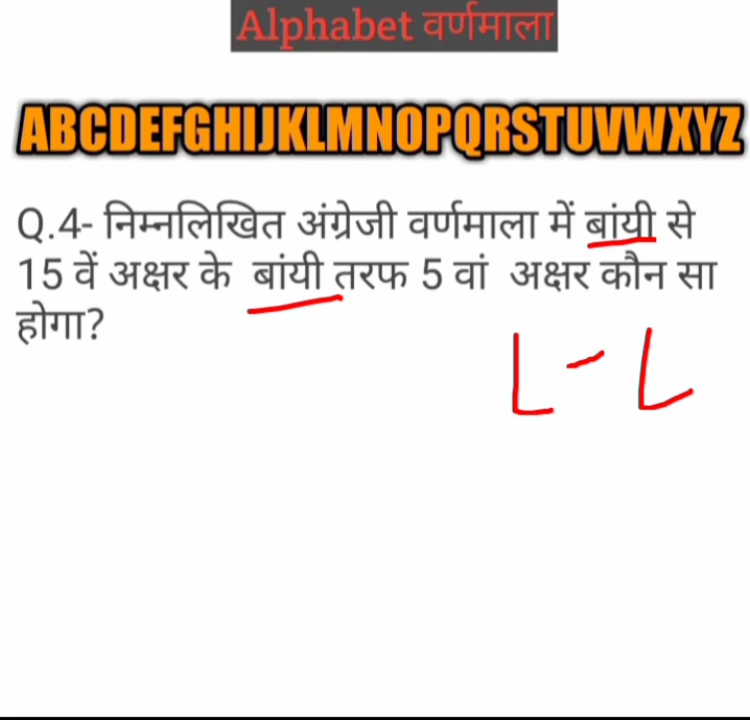 Alphabet वर्णमाला
ABCDEFGHIJKLMNOPQRSTUVWXYZ
Q.4- निम्नलिखित अंग्रेजी वर्णमाला में बांयी से
15 वें अक्षर के बांयी तरफ 5 वां अक्षर कौन सा
होगा?
L-L